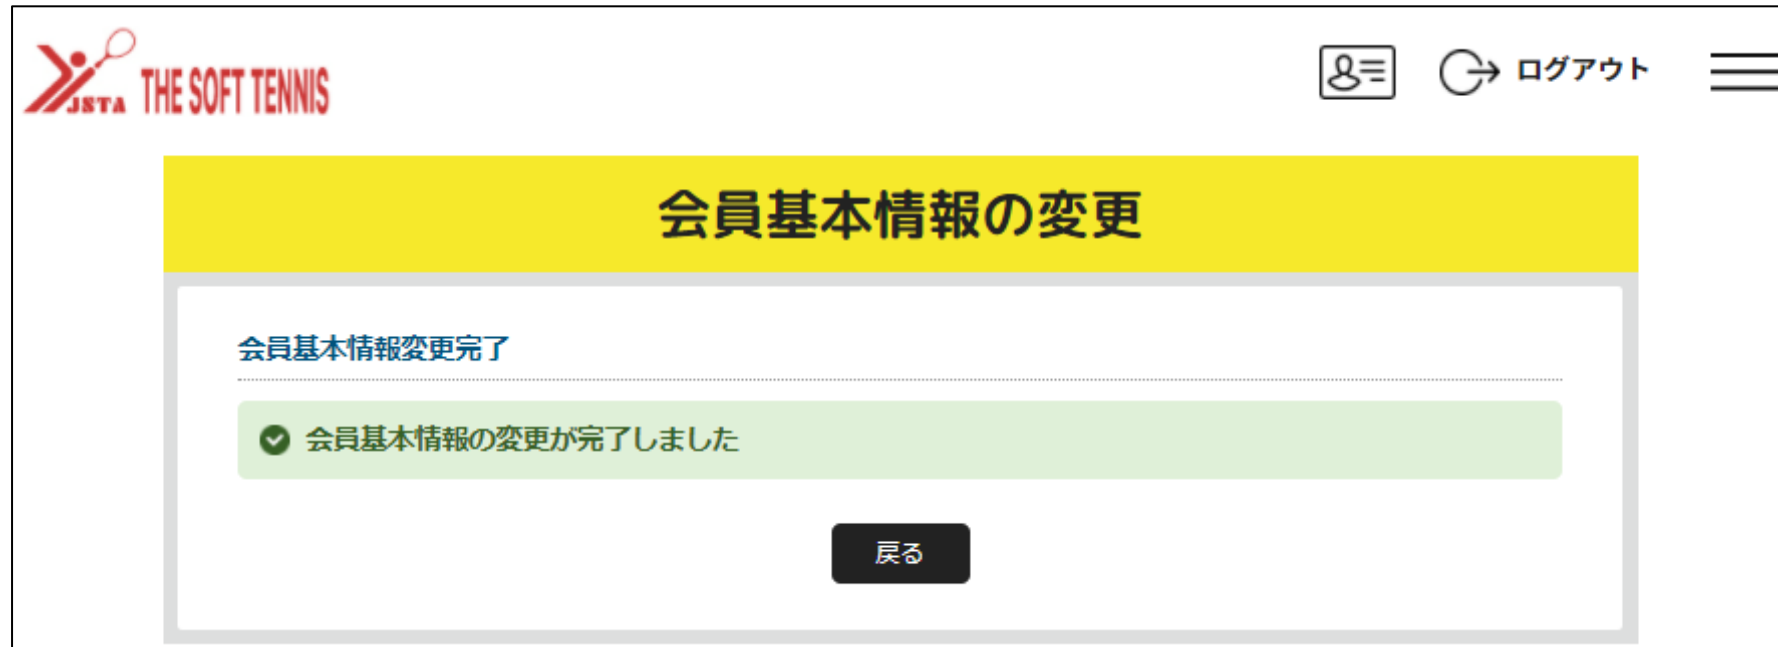 JSTA THE SOFT TENNIS
ログアウト
会員基本情報の変更
会員基本情報変更完了
会員基本情報の変更が完了しました
戻る